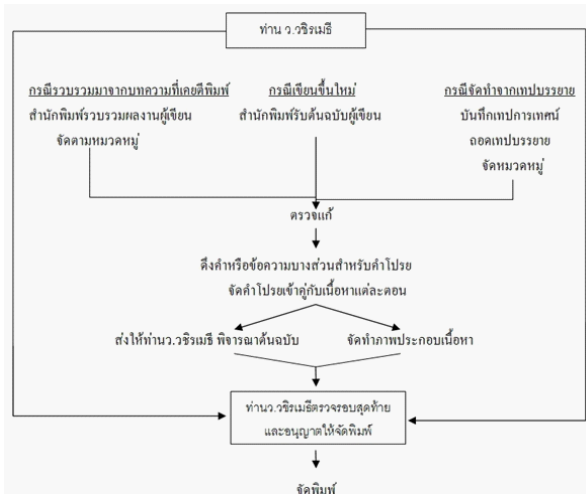 ท่าน ว.วชิรเมธี
กรณีรวบรวมมาจากบทความที่เคยตีพิมพ์
สำนักพิมพ์รวบรวมผลงานผู้เขียน
จัดตามหมวดหมู่
กรณีเขียนขึ้นใหม่
สำนักพิมพ์รับต้นฉบับผู้เขียน
กรณีจัดทำจากเทปบรรยาย
บันทึกเทปการเทศน์
ถอดเทปบรรยาย
จัดหมวดหมู่
ตรวจแก้
ดึงคำหรือข้อความบางส่วนสำหรับคำโปรย
จัดคำโปรยเข้าคู่กับเนื้อหาแต่ละตอน
ส่งให้ท่านว.วชิรเมธี พิจารณาต้นฉบับ
จัดทำภาพประกอบเนื้อหา
ท่านว.วชิรเมธีตรวจรอบสุดท้าย
และอนุญาตให้จัดพิมพ์
จัดพิมพ์